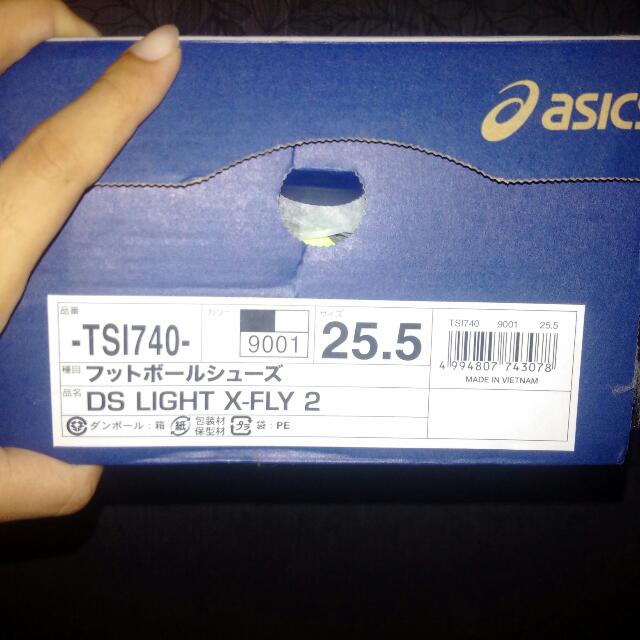 asics
品番
-TSI740-
カラー
9001
サイズ
25.5
TSI740 9001 25.5
4 994807 743078
MADE IN VIETNAM
種目 フットボールシューズ
品名 DS LIGHT X-FLY 2
ダンボール：箱 紙 包装材 保型材 プラ 袋：PE